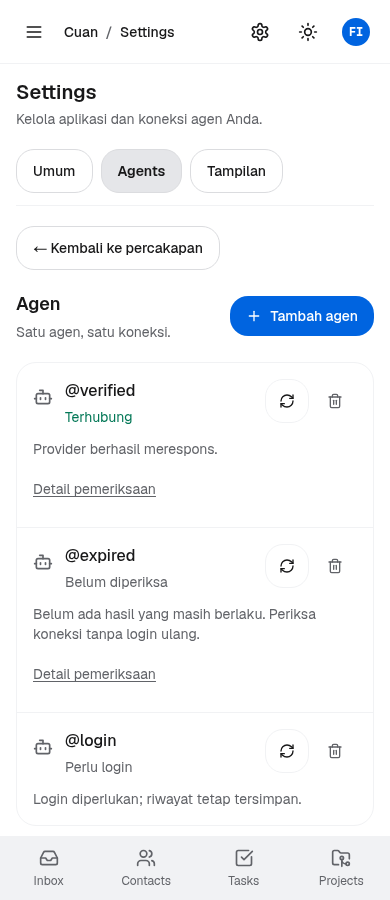 Cuan / Settings
FI
Settings
Kelola aplikasi dan koneksi agen Anda.
Umum
Agents
Tampilan
← Kembali ke percakapan
Agen
Satu agen, satu koneksi.
+ Tambah agen
@verified
Terhubung
Provider berhasil merespons.
Detail pemeriksaan
@expired
Belum diperiksa
Belum ada hasil yang masih berlaku. Periksa
koneksi tanpa login ulang.
Detail pemeriksaan
@login
Perlu login
Login diperlukan; riwayat tetap tersimpan.
Inbox
Contacts
Tasks
Projects